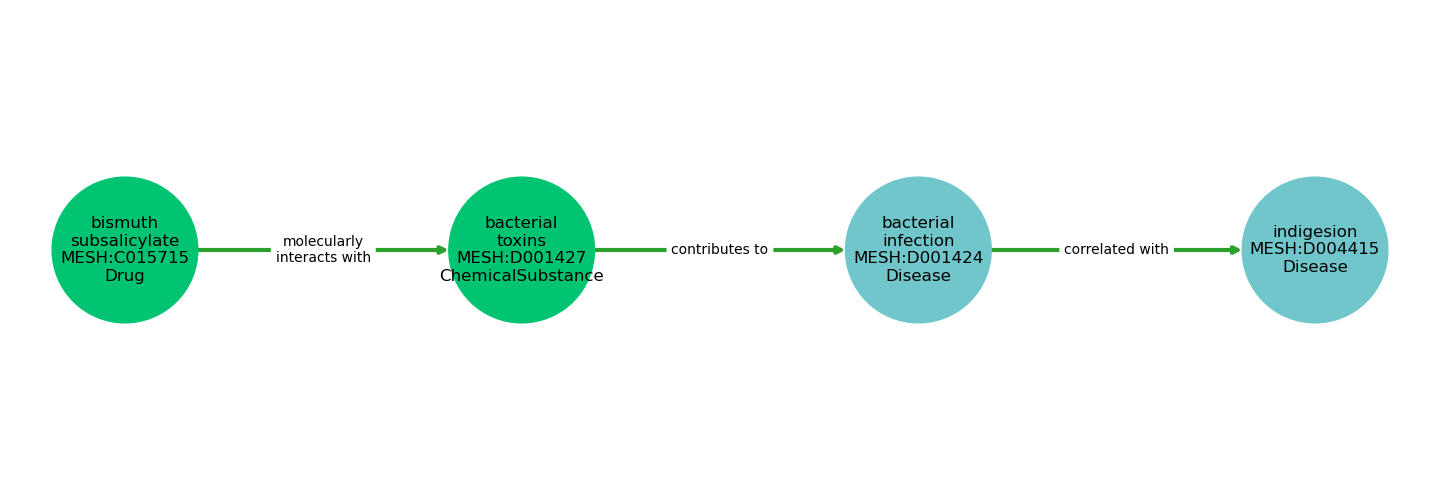 bismuth
subsalicylate
MESH:C015715
Drug
molecularly
interacts with
bacterial
toxins
MESH:D001427
ChemicalSubstance
contributes to
bacterial
infection
MESH:D001424
Disease
correlated with
indigesion
MESH:D004415
Disease